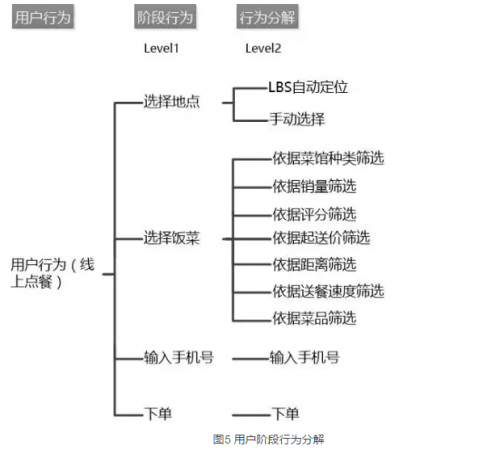 用户行为
阶段行为
行为分解
Level1
Level2
选择地点
LBS自动定位
手动选择
选择饭菜
依据菜馆种类筛选
依据销量筛选
依据评分筛选
依据起送价筛选
依据距离筛选
依据送餐速度筛选
依据菜品筛选
用户行为（线
上点餐）
输入手机号
输入手机号
下单
下单
图5 用户阶段行为分解